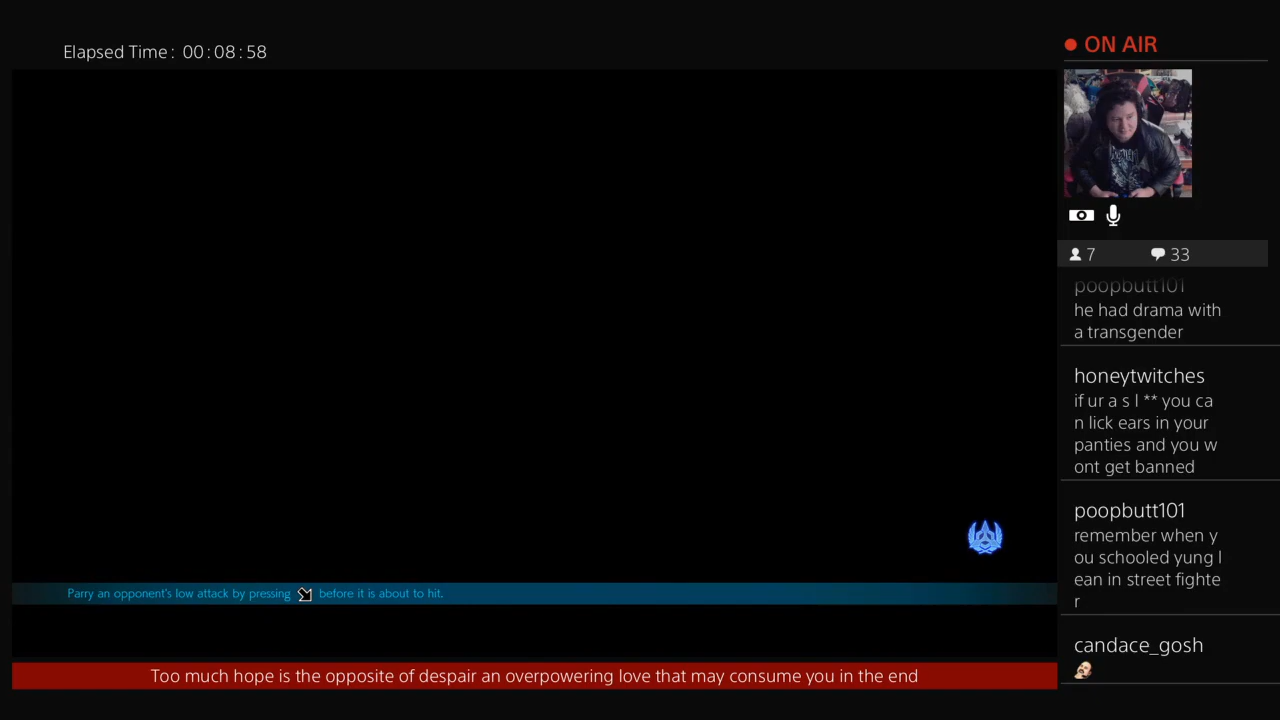 Elapsed Time: 00:08:58
ON AIR
7 33
poopbutt101
he had drama with
a transgender
honeytwitches
if ur a s l ** you ca
n lick ears in your
panties and you w
ont get banned
poopbutt101
remember when y
ou schooled yung l
ean in street fighte
r
candace_gosh
Parry an opponent's low attack by pressing before it is about to hit.
Too much hope is the opposite of despair an overpowering love that may consume you in the end